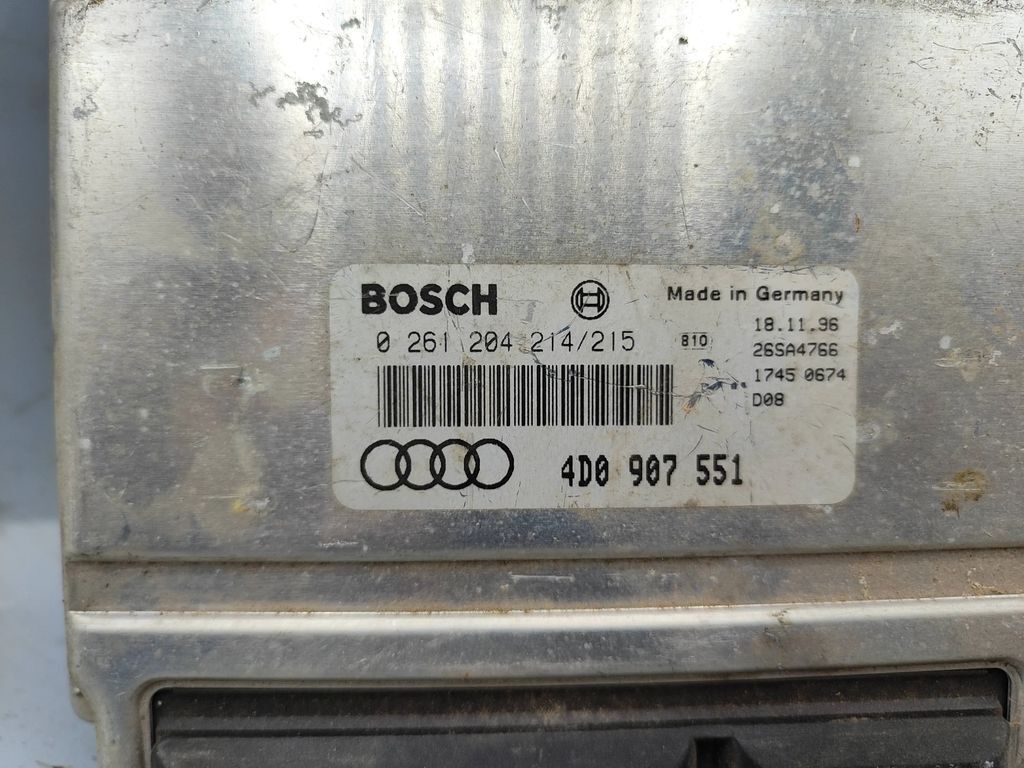 BOSCH
Made in Germany
0 261 204 214/215
810
18.11.96
26SA4766
1745 0674
D08
4D0 907 551